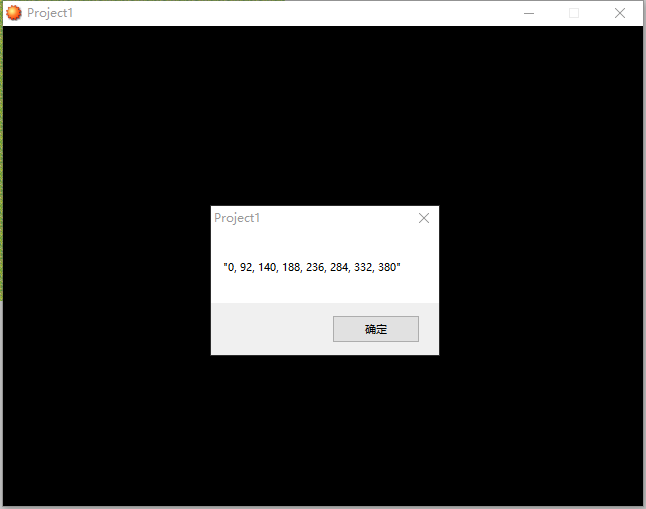 Project1
Project1
"0, 92, 140, 188, 236, 284, 332, 380"
确定